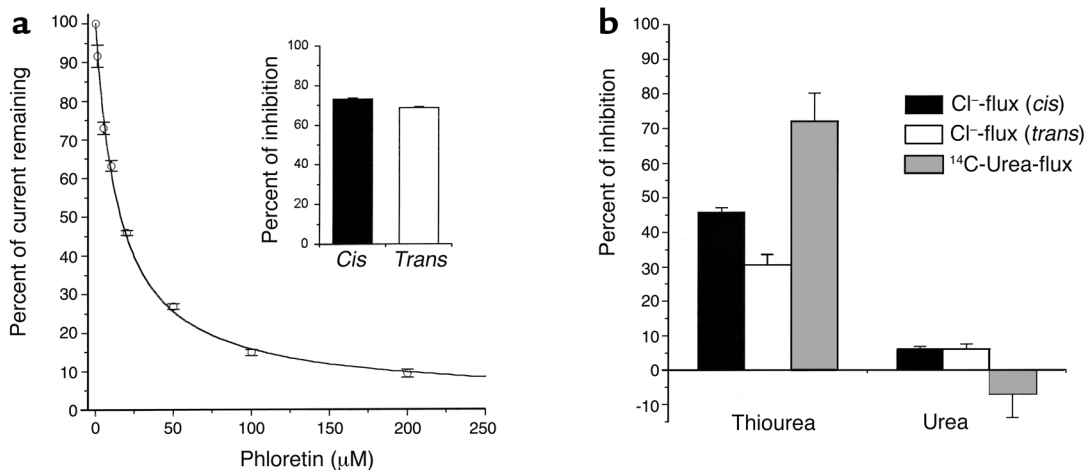 a
Percent of current remaining
100
90
80
70
60
50
40
30
20
10
0
0 50 100 150 200 250
Phloretin (μM)
Percent of inhibition
100
80
60
40
20
0
Cis Trans
b
Percent of inhibition
100
90
80
70
60
50
40
30
20
10
0
-10
Thiourea Urea
Cl⁻-flux (cis)
Cl⁻-flux (trans)
¹⁴C-Urea-flux